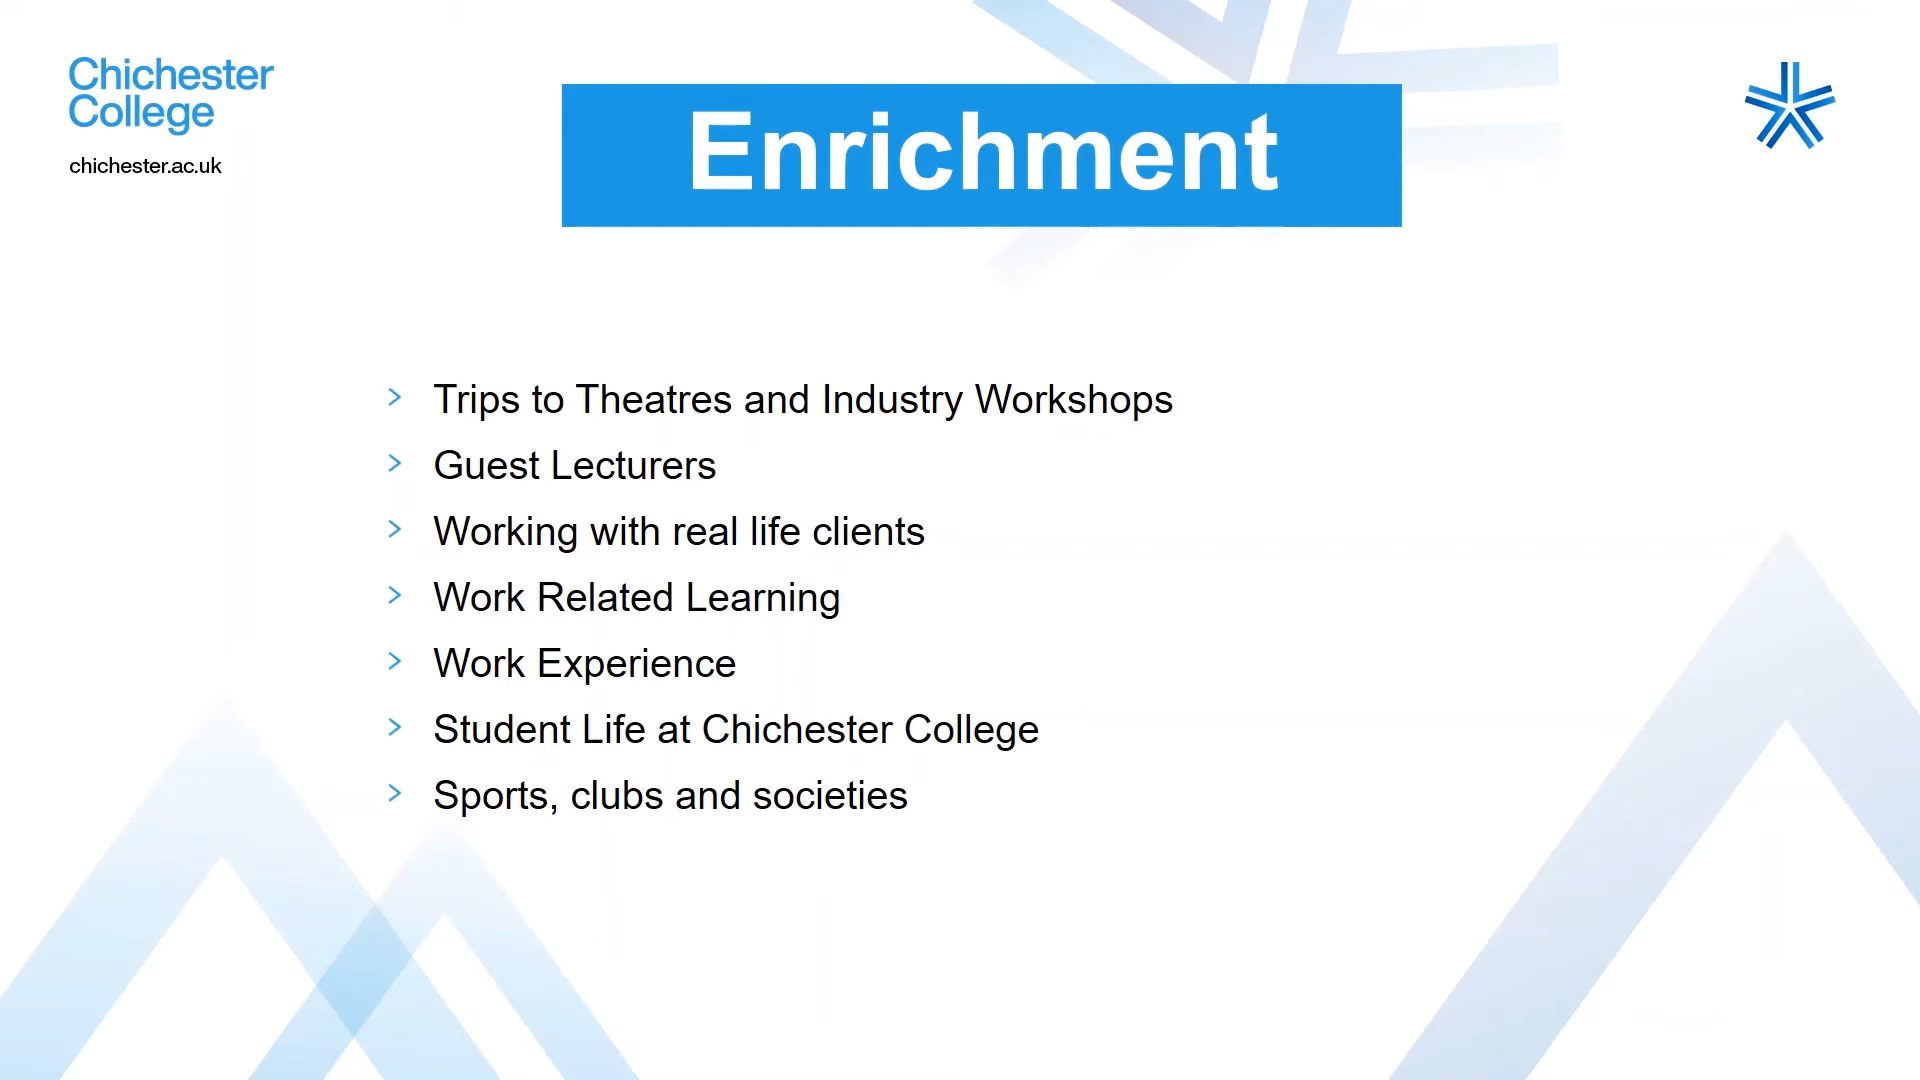 Chichester
College
chichester.ac.uk
Enrichment
> Trips to Theatres and Industry Workshops
> Guest Lecturers
> Working with real life clients
> Work Related Learning
> Work Experience
> Student Life at Chichester College
> Sports, clubs and societies